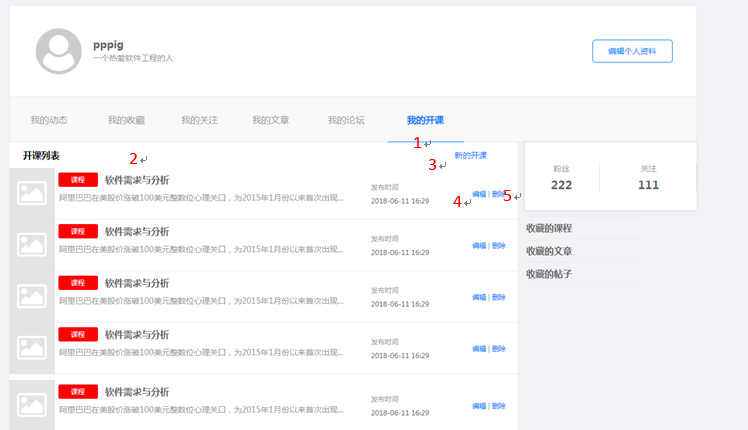 pppig
一个热爱软件工程的人
编辑个人资料
我的动态 我的收藏 我的关注 我的文章 我的论坛 我的开课
1
开课列表 2 3 新的开课
课程 软件需求与分析
阿里巴巴在美股价涨破100美元整数位心理关口，为2015年1月份以来首次出现...
发布时间
2018-06-11 16:29
4 编辑 | 删除 5
课程 软件需求与分析
阿里巴巴在美股价涨破100美元整数位心理关口，为2015年1月份以来首次出现...
发布时间
2018-06-11 16:29
编辑 | 删除
课程 软件需求与分析
阿里巴巴在美股价涨破100美元整数位心理关口，为2015年1月份以来首次出现...
发布时间
2018-06-11 16:29
编辑 | 删除
课程 软件需求与分析
阿里巴巴在美股价涨破100美元整数位心理关口，为2015年1月份以来首次出现...
发布时间
2018-06-11 16:29
编辑 | 删除
课程 软件需求与分析
阿里巴巴在美股价涨破100美元整数位心理关口，为2015年1月份以来首次出现...
发布时间
2018-06-11 16:29
编辑 | 删除
粉丝 关注
222 111
收藏的课程
收藏的文章
收藏的帖子